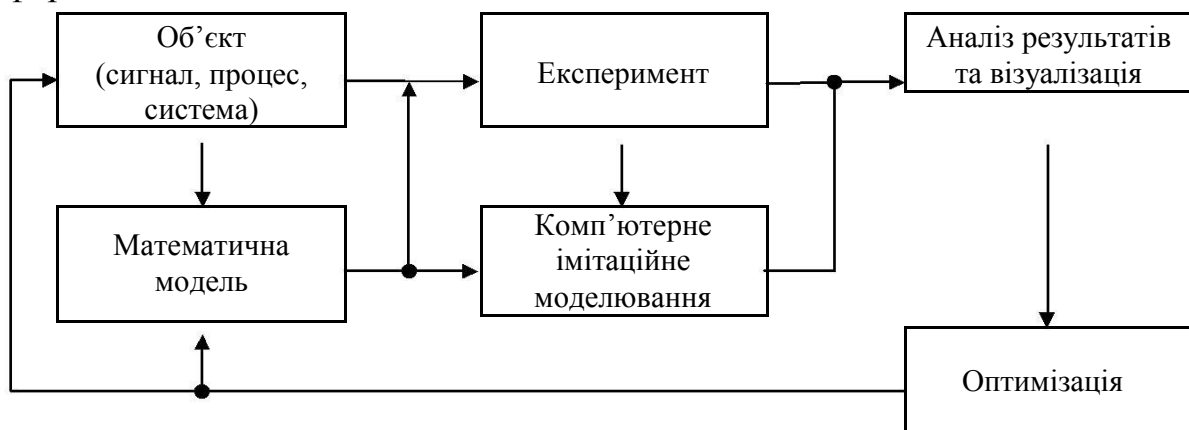 Об’єкт
(сигнал, процес,
система)
Експеримент
Аналіз результатів
та візуалізація
Математична
модель
Комп’ютерне
імітаційне
моделювання
Оптимізація